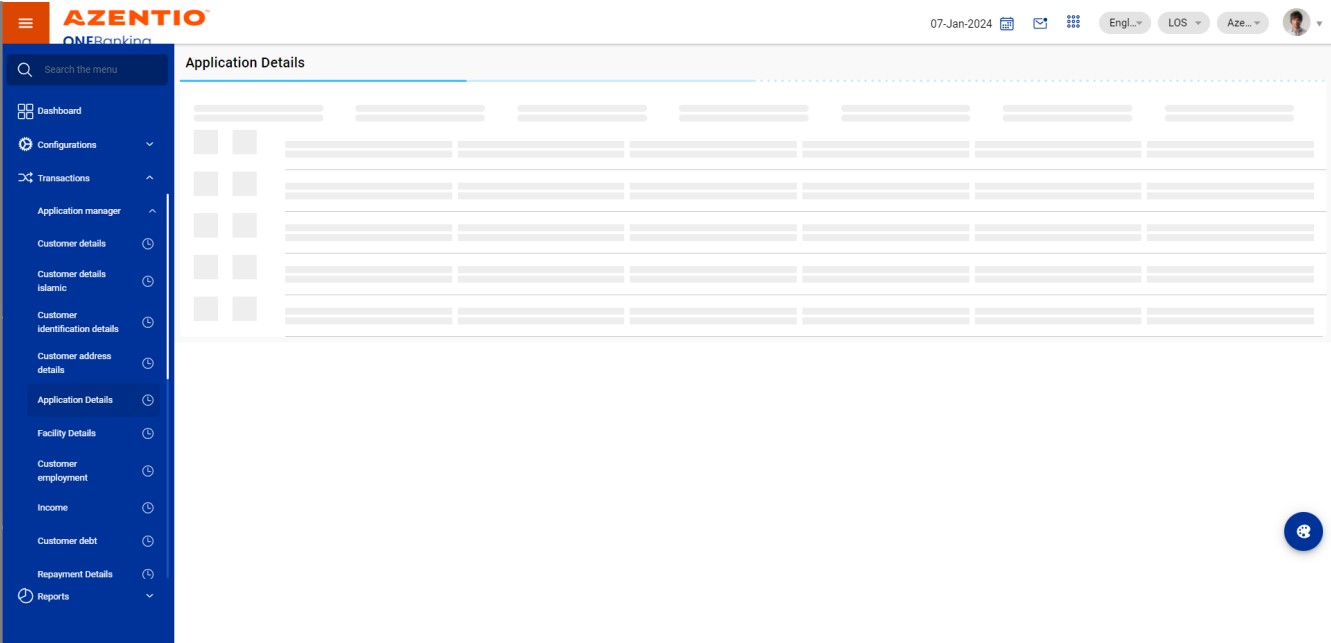 AZENTIO
ONEBanking
07-Jan-2024
Engl...
LOS
Aze...
Search the menu
Application Details
Dashboard
Configurations
Transactions
Application manager
Customer details
Customer details
islamic
Customer
identification details
Customer address
details
Application Details
Facility Details
Customer
employment
Income
Customer debt
Repayment Details
Reports